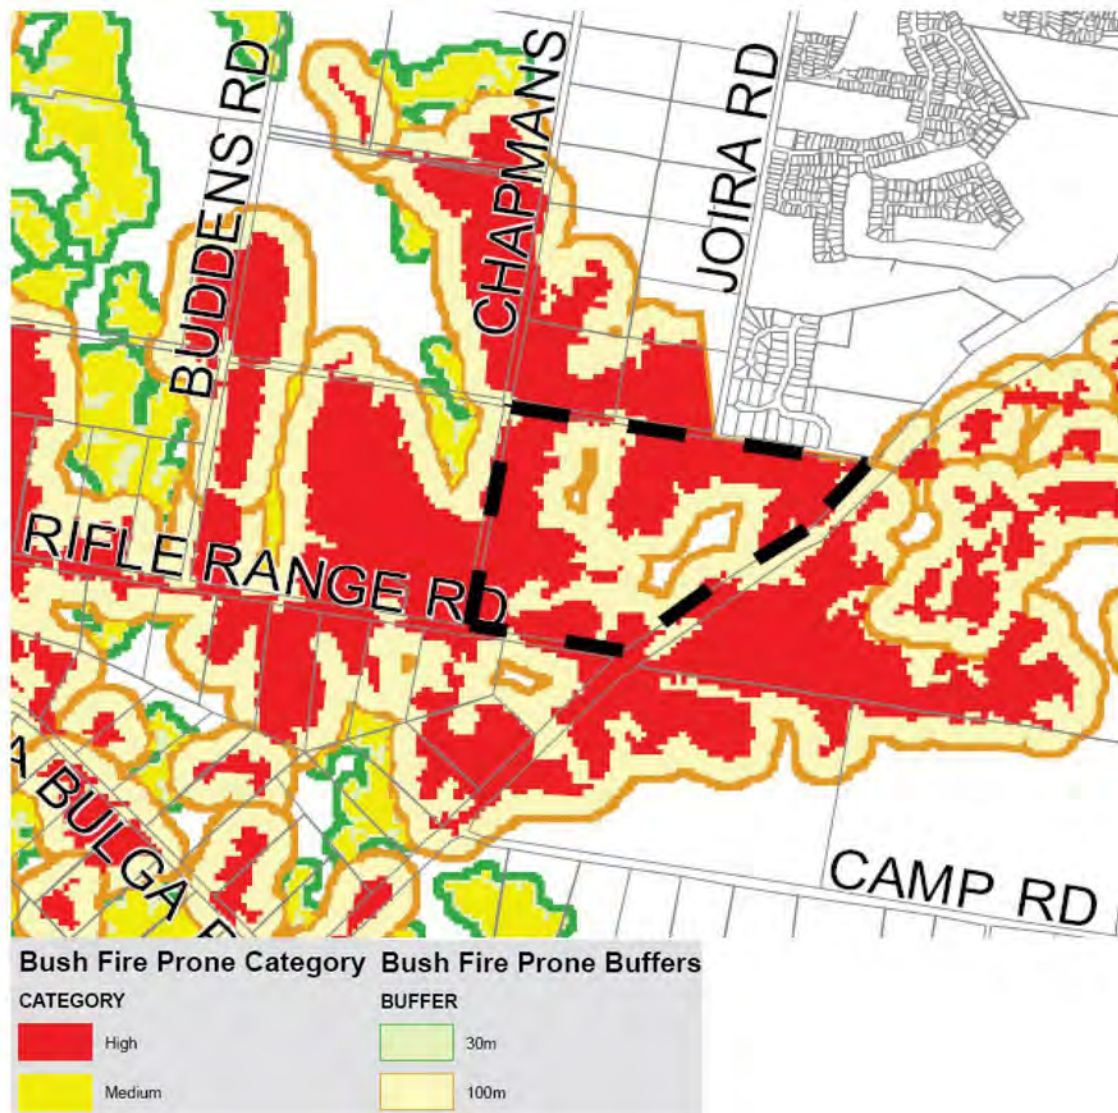 BUDDENS RD
CHAPMANS
JOIRA RD
RIFLE RANGE RD
A BULGA
CAMP RD
Bush Fire Prone Category Bush Fire Prone Buffers
CATEGORY BUFFER
High 30m
Medium 100m